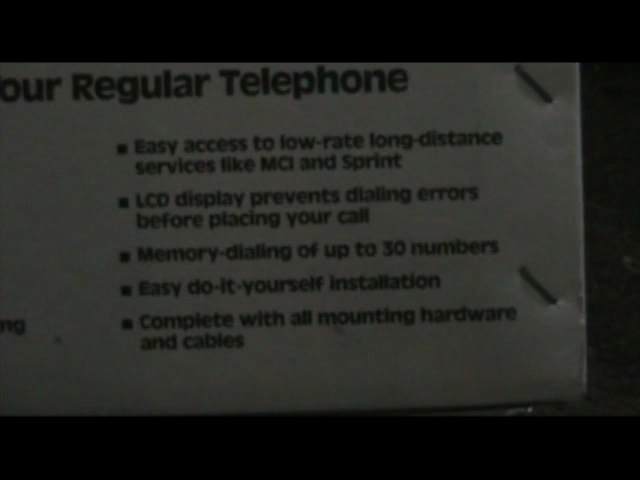 our Regular Telephone
■ Easy access to low-rate long-distance
services like MCI and Sprint
■ LCD display prevents dialing errors
before placing your call
■ Memory-dialing of up to 30 numbers
■ Easy do-it-yourself installation
ng
■ Complete with all mounting hardware
and cables